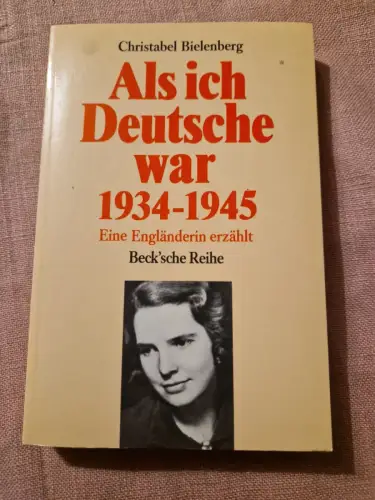 Christabel Bielenberg
Als ich
Deutsche
war
1934-1945
Eine Engländerin erzählt
Beck'sche Reihe